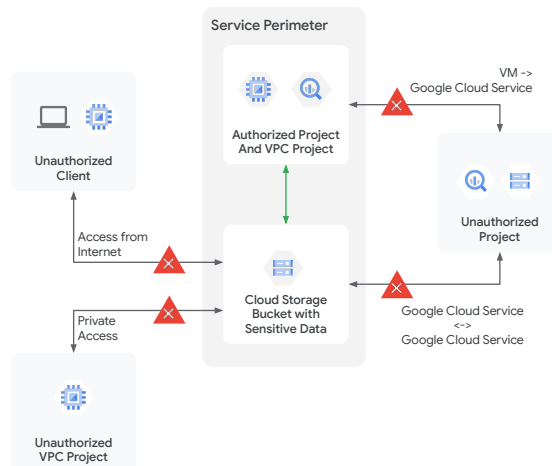 Service Perimeter
VM ->
Google Cloud Service
Authorized Project
And VPC Project
Unauthorized
Client
Unauthorized
Project
Access from
Internet
Cloud Storage
Bucket with
Sensitive Data
Google Cloud Service
<->
Google Cloud Service
Private
Access
Unauthorized
VPC Project